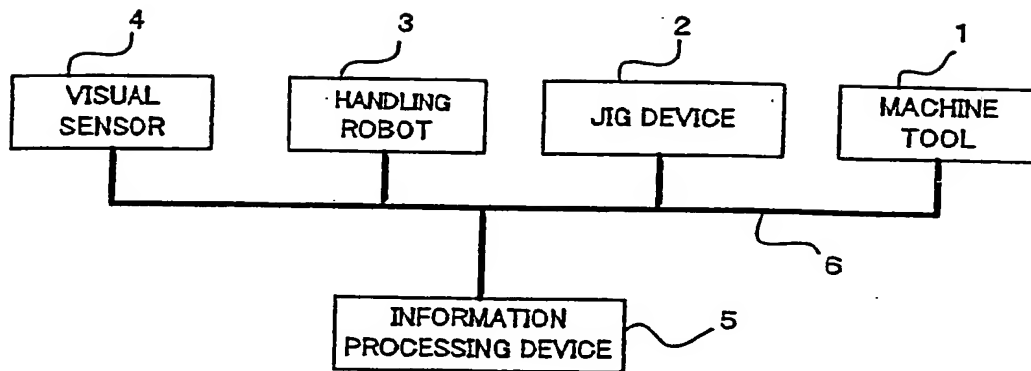 4
3
2
1
VISUAL
SENSOR
HANDLING
ROBOT
JIG DEVICE
MACHINE
TOOL
6
INFORMATION
PROCESSING DEVICE
5